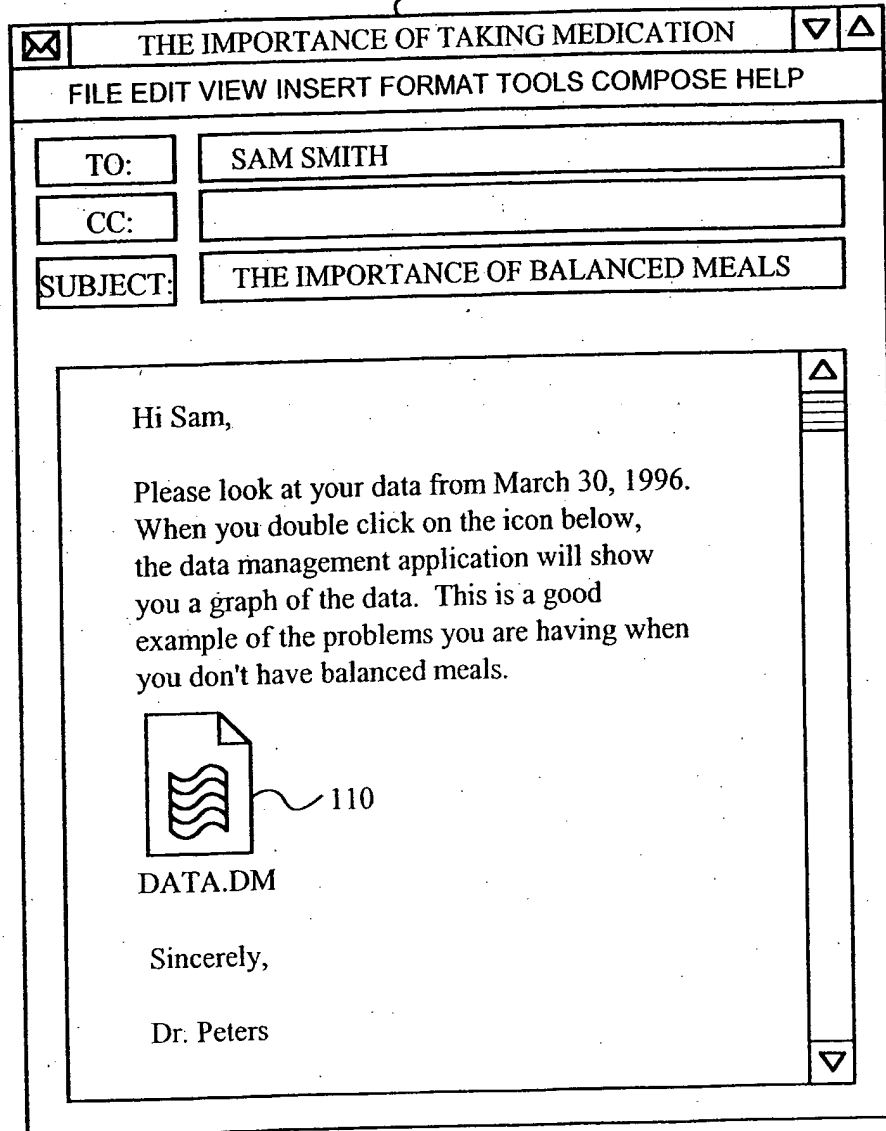 THE IMPORTANCE OF TAKING MEDICATION
FILE EDIT VIEW INSERT FORMAT TOOLS COMPOSE HELP
TO: SAM SMITH
CC:
SUBJECT: THE IMPORTANCE OF BALANCED MEALS
Hi Sam,
Please look at your data from March 30, 1996.
When you double click on the icon below,
the data management application will show
you a graph of the data. This is a good
example of the problems you are having when
you don't have balanced meals.
110
DATA.DM
Sincerely,
Dr. Peters